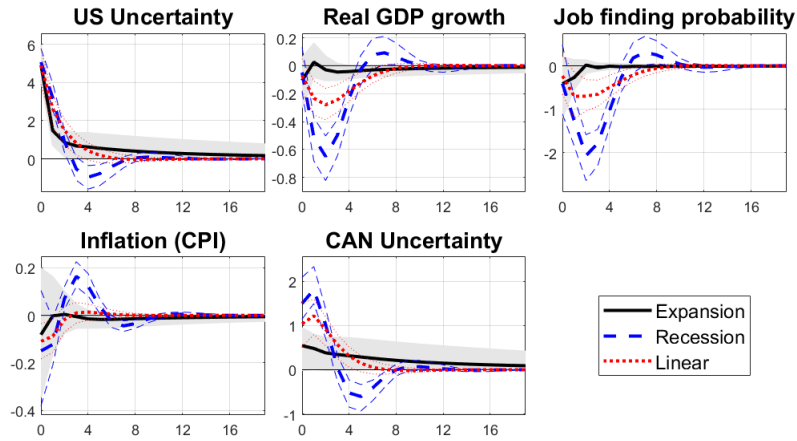 US Uncertainty
6
4
2
0
0 4 8 12 16
Real GDP growth
0.2
0
-0.2
-0.4
-0.6
-0.8
0 4 8 12 16
Job finding probability
0
-1
-2
0 4 8 12 16
Inflation (CPI)
0.2
0
-0.2
-0.4
0 4 8 12 16
CAN Uncertainty
2
1
0
-1
0 4 8 12 16
Expansion
Recession
Linear